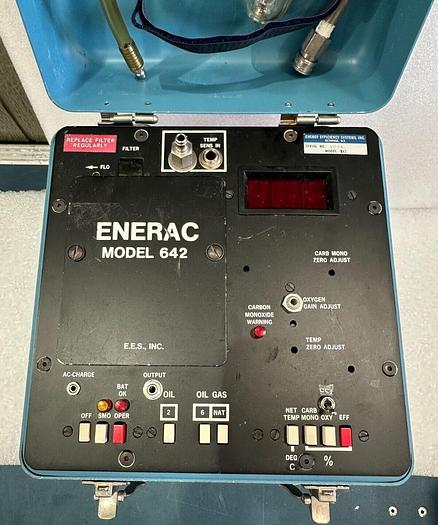 REPLACE FILTER
REGULARLY
FILTER
FLO
TEMP
SENS IN
ENERGY EFFICIENCY SYSTEMS, INC.
SERIAL NO.
MODEL 642
ENERAC
MODEL 642
E.E.S., INC.
CARB MONO
ZERO ADJUST
OXYGEN
GAIN ADJUST
CARBON
MONOXIDE
WARNING
TEMP
ZERO ADJUST
AC-CHARGE
BAT
OK
OUTPUT
OFF SMO OPER
OIL
2
OIL GAS
6 NAT
NET CARB
TEMP MONO OXY EFF
DEG
C
%